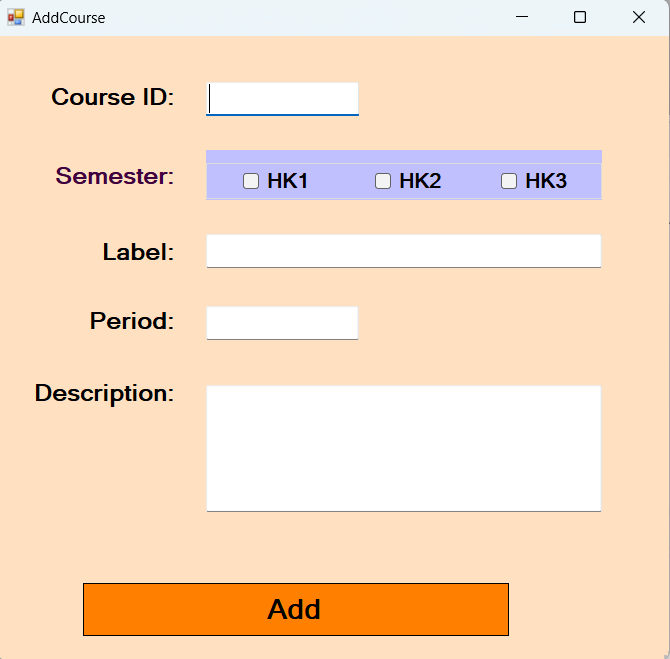 AddCourse
Course ID:
Semester:
HK1 HK2 HK3
Label:
Period:
Description:
Add